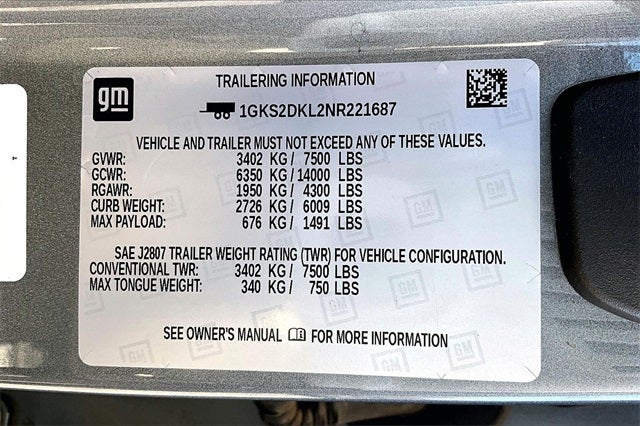 gm
TRAILERING INFORMATION
1GKS2DKL2NR221687
VEHICLE AND TRAILER MUST NOT EXCEED ANY OF THESE VALUES.
GVWR: 3402 KG / 7500 LBS
GCWR: 6350 KG / 14000 LBS
RGAWR: 1950 KG / 4300 LBS
CURB WEIGHT: 2726 KG / 6009 LBS
MAX PAYLOAD: 676 KG / 1491 LBS
SAE J2807 TRAILER WEIGHT RATING (TWR) FOR VEHICLE CONFIGURATION.
CONVENTIONAL TWR: 3402 KG / 7500 LBS
MAX TONGUE WEIGHT: 340 KG / 750 LBS
SEE OWNER'S MANUAL FOR MORE INFORMATION